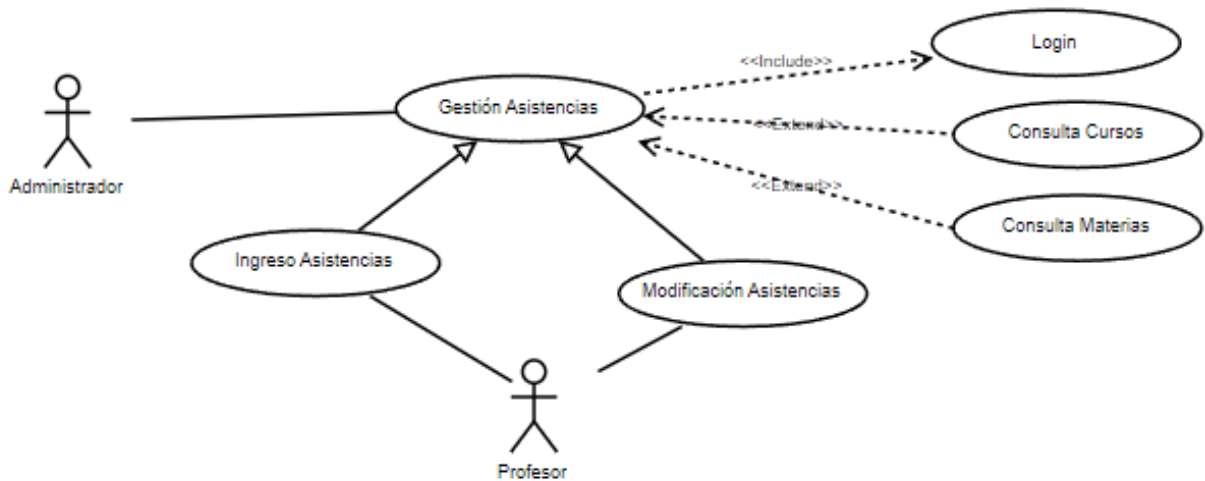 Login
<<Include>>
Gestión Asistencias
<<Extend>>
Consulta Cursos
Administrador
<<Extend>>
Consulta Materias
Ingreso Asistencias
Modificación Asistencias
Profesor